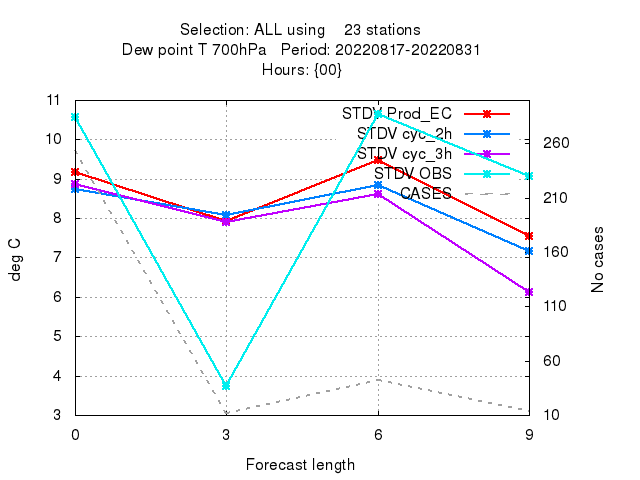 Selection: ALL using 23 stations
Dew point T 700hPa Period: 20220817-20220831
Hours: {00}
11
10
9
8
7
6
5
4
3
deg C
STDV Prod_EC
STDV cyc_2h
STDV cyc_3h
STDV OBS
CASES
260
210
160
110
60
10
No cases
0 3 6 9
Forecast length